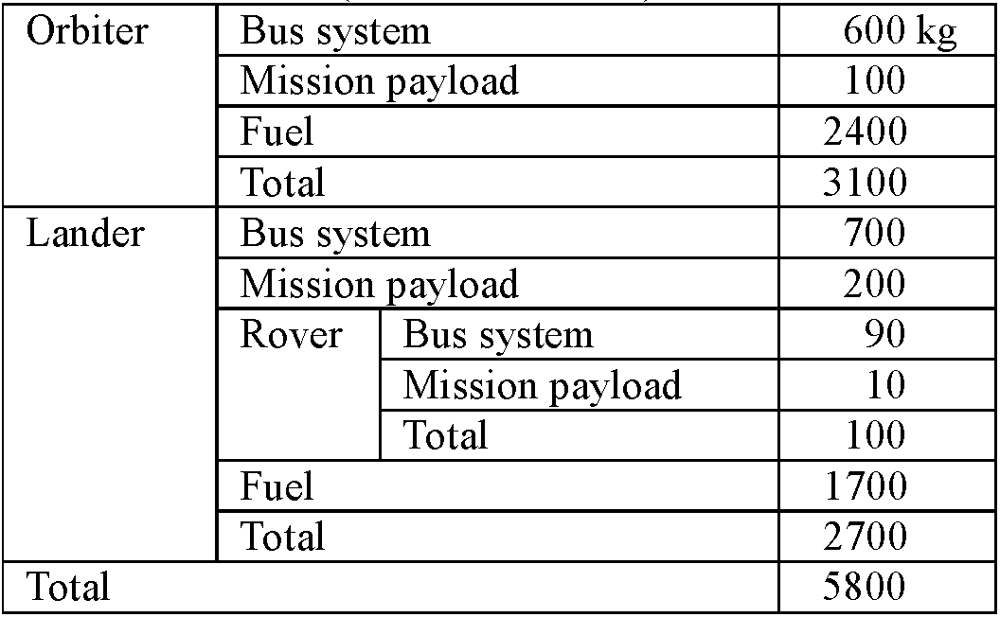 Orbiter Bus system 600 kg
Mission payload 100
Fuel 2400
Total 3100
Lander Bus system 700
Mission payload 200
Rover Bus system 90
Mission payload 10
Total 100
Fuel 1700
Total 2700
Total 5800